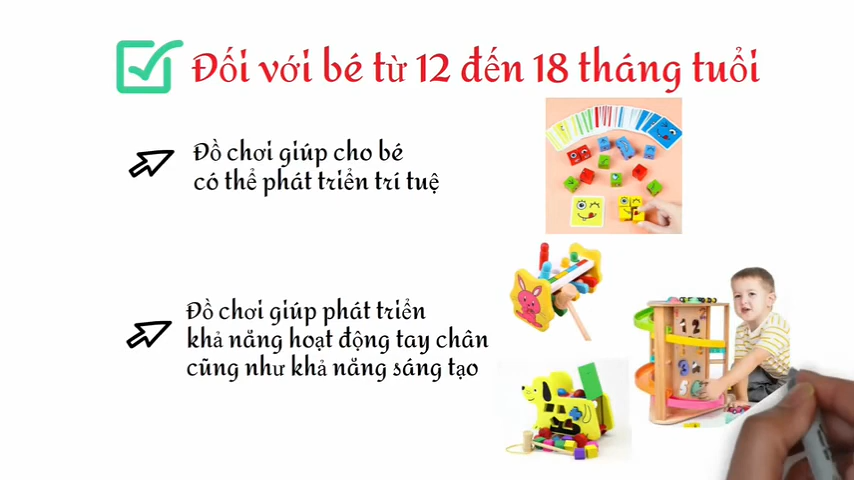 Đối với bé từ 12 đến 18 tháng tuổi
Đồ chơi giúp cho bé
có thể phát triển trí tuệ
Đồ chơi giúp phát triển
khả năng hoạt động tay chân
cũng như khả năng sáng tạo